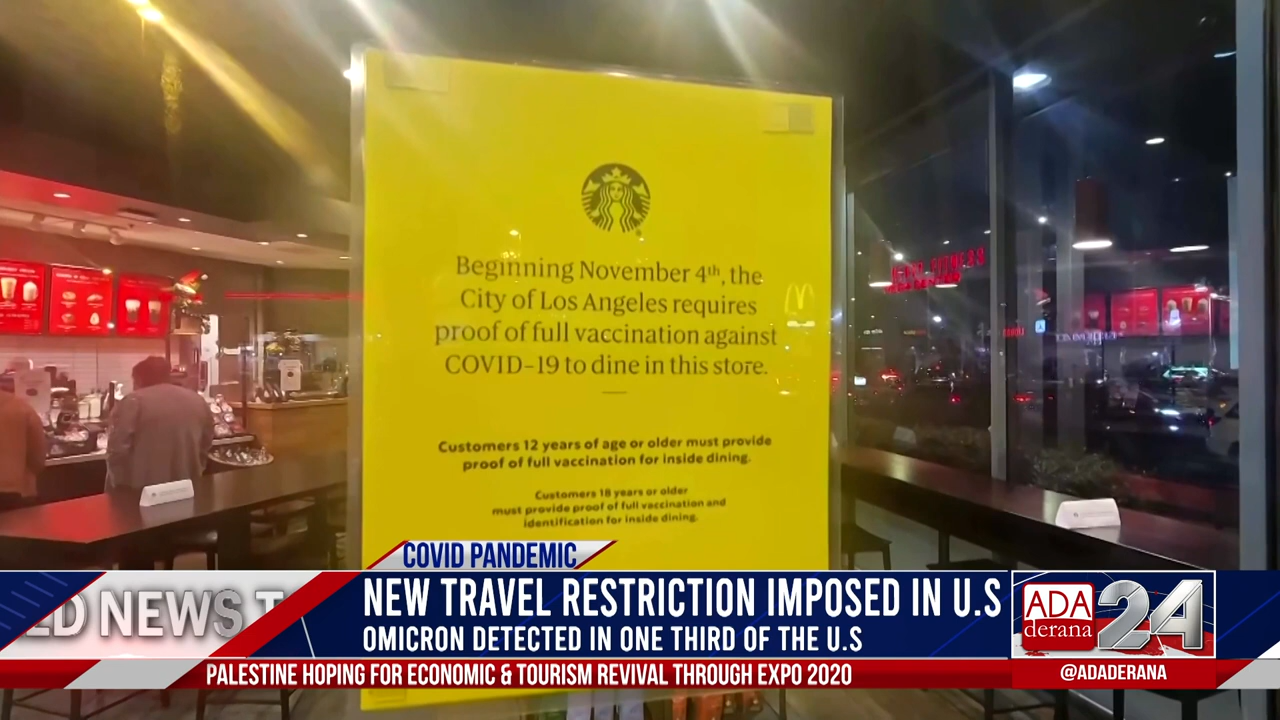 Beginning November 4th, the
City of Los Angeles requires
proof of full vaccination against
COVID-19 to dine in this store.
Customers 12 years of age or older must provide
proof of full vaccination for inside dining.
Customers 18 years or older
must provide proof of full vaccination and
identification for inside dining.
COVID PANDEMIC
NEW TRAVEL RESTRICTION IMPOSED IN U.S
OMICRON DETECTED IN ONE THIRD OF THE U.S
NEWS
ADA
derana
24
PALESTINE HOPING FOR ECONOMIC & TOURISM REVIVAL THROUGH EXPO 2020
@ADADERANA